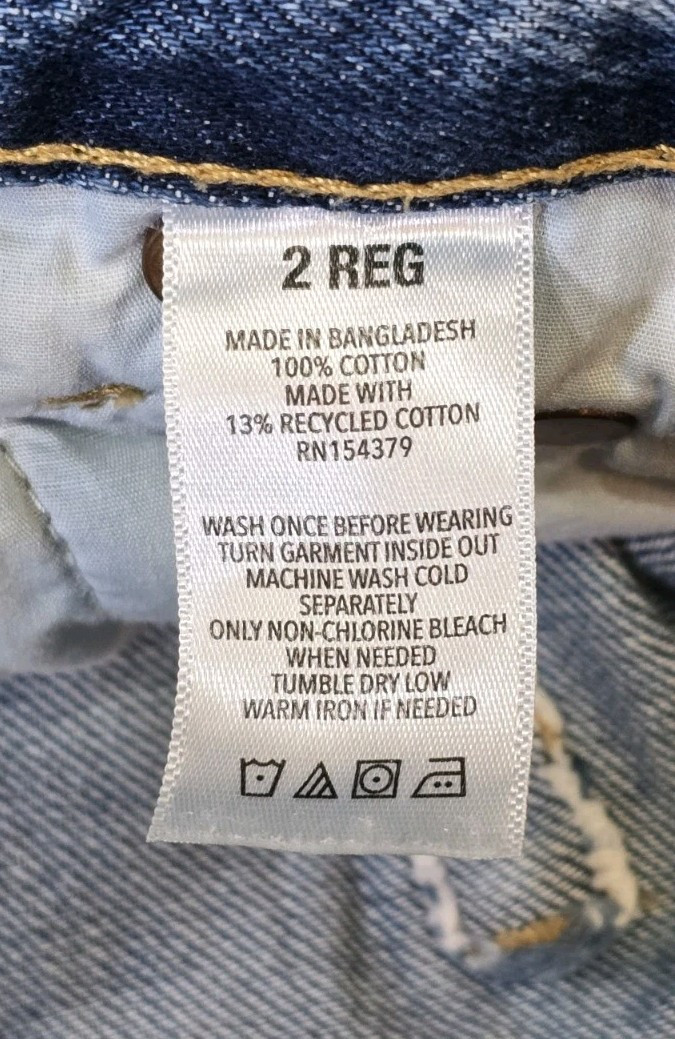 2 REG
MADE IN BANGLADESH
100% COTTON
MADE WITH
13% RECYCLED COTTON
RN154379
WASH ONCE BEFORE WEARING
TURN GARMENT INSIDE OUT
MACHINE WASH COLD
SEPARATELY
ONLY NON-CHLORINE BLEACH
WHEN NEEDED
TUMBLE DRY LOW
WARM IRON IF NEEDED